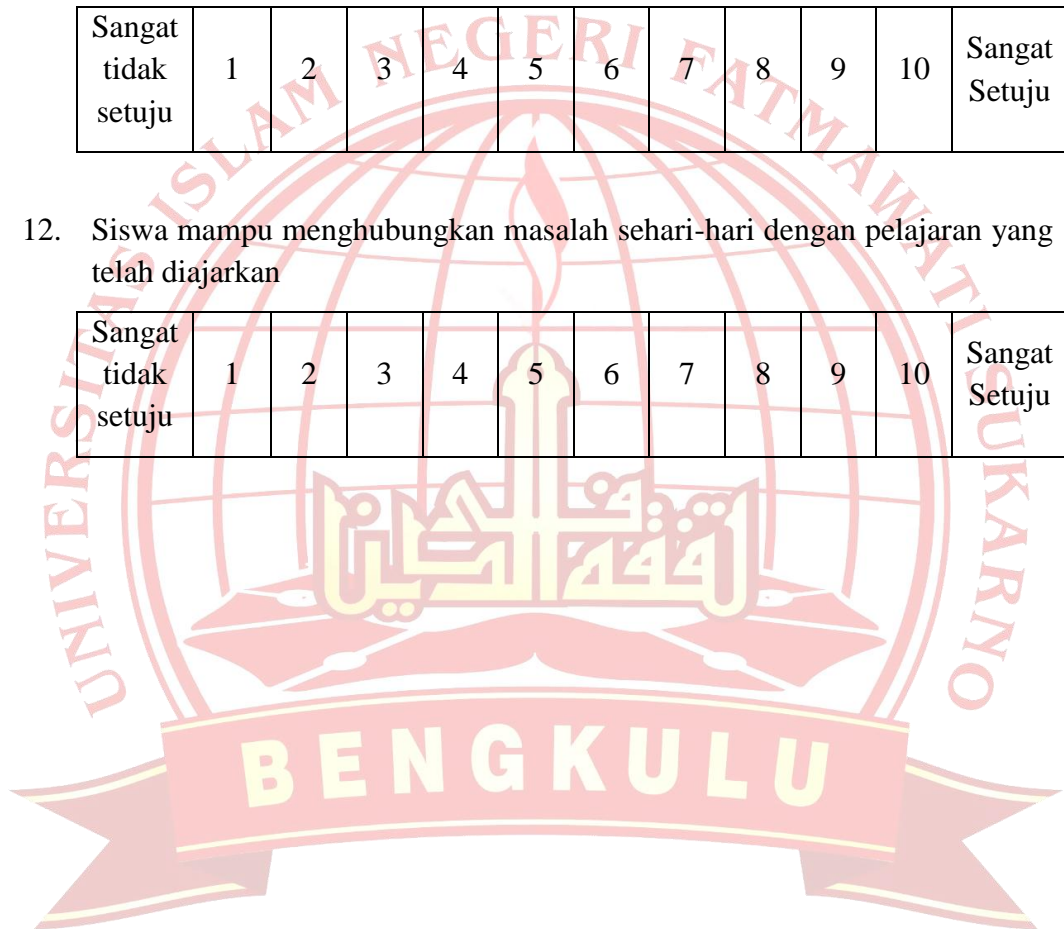 Sangat tidak setuju 1 2 3 4 5 6 7 8 9 10 Sangat Setuju
12. Siswa mampu menghubungkan masalah sehari-hari dengan pelajaran yang
telah diajarkan
Sangat tidak setuju 1 2 3 4 5 6 7 8 9 10 Sangat Setuju
UNIVERSITAS ISLAM NEGERI FATMAWATI SUKARNO
BENGKULU